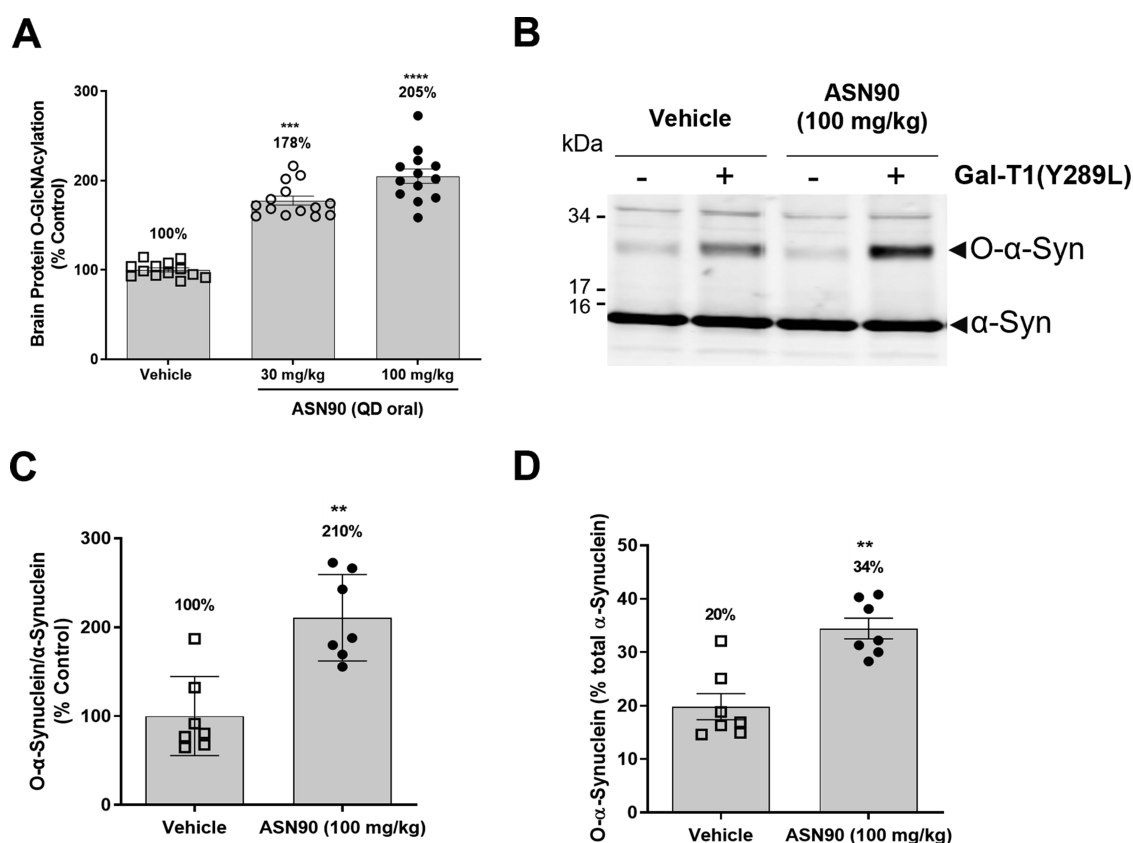 A
Brain Protein O-GlcNAcylation
(% Control)
300
200
100
0
100%
***
178%
****
205%
Vehicle
30 mg/kg
100 mg/kg
ASN90 (QD oral)
B
Vehicle
ASN90
(100 mg/kg)
kDa
- + - + Gal-T1(Y289L)
34
17
16
O-α-Syn
α-Syn
C
O-α-Synuclein/α-Synuclein
(% Control)
300
200
100
0
100%
**
210%
Vehicle
ASN90 (100 mg/kg)
D
O-α-Synuclein (% total α-Synuclein)
50
40
30
20
10
0
20%
**
34%
Vehicle
ASN90 (100 mg/kg)